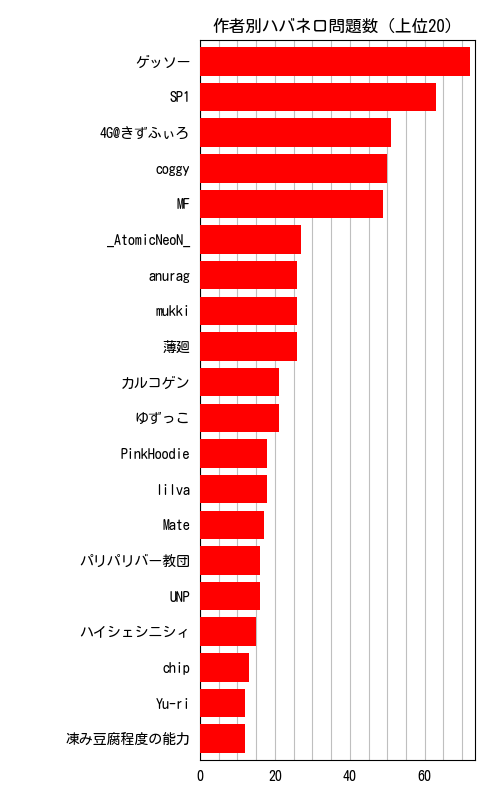 作者別ハバネロ問題数 (上位20)
ゲッソー
SP1
4G@きずふぃろ
coggy
MF
_AtomicNeoN_
anurag
mukki
薄廻
カルコゲン
ゆずっこ
PinkHoodie
lilva
Mate
パリパリバー教団
UNP
ハイシェシニシィ
chip
Yu-ri
凍み豆腐程度の能力
0 20 40 60